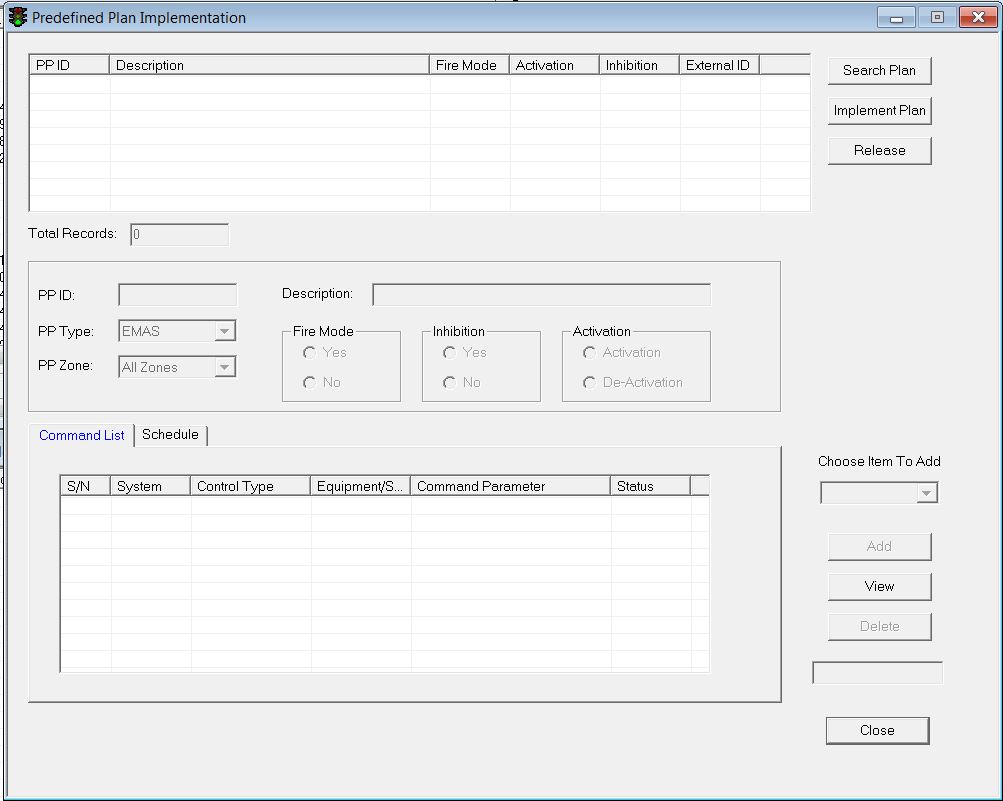 Predefined Plan Implementation
PP ID Description Fire Mode Activation Inhibition External ID
Search Plan
Implement Plan
Release
Total Records: 0
PP ID: Description:
PP Type: EMAS
PP Zone: All Zones
Fire Mode Inhibition Activation
Yes Yes Activation
No No De-Activation
Command List Schedule
Choose Item To Add
S/N System Control Type Equipment/S... Command Parameter Status
Add
View
Delete
Close